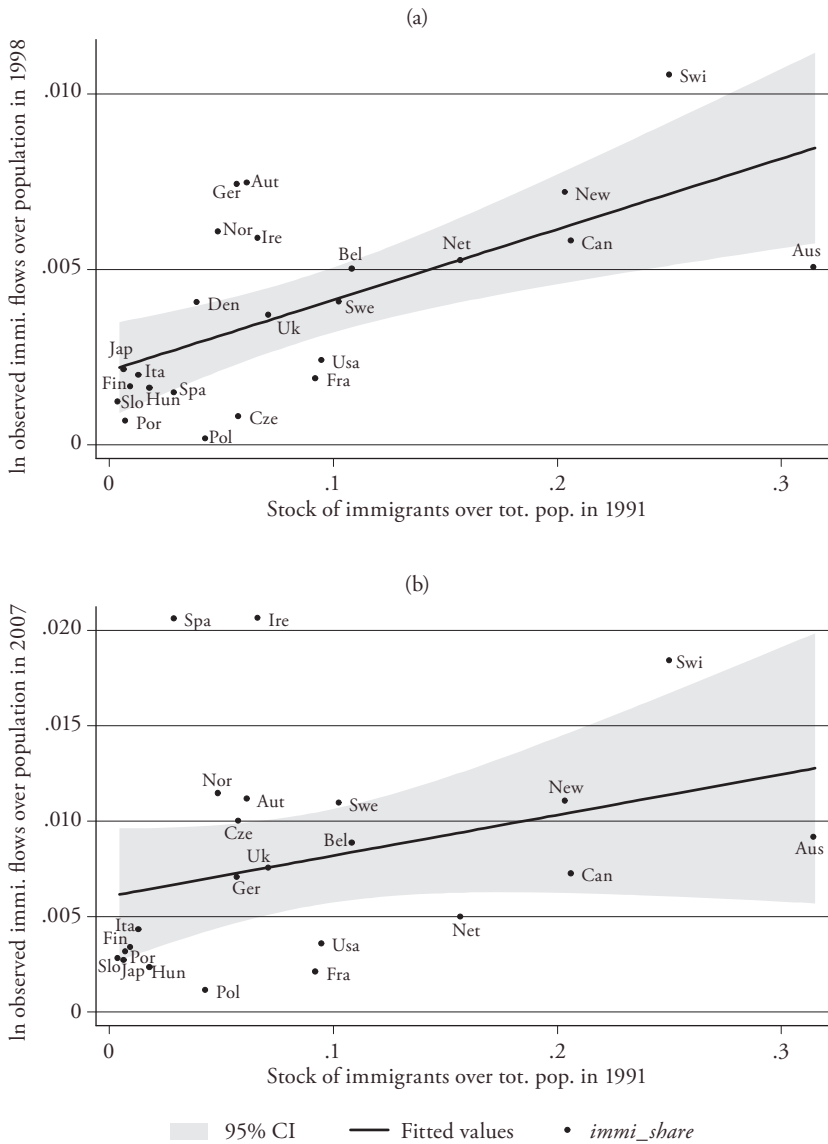 (a)
ln observed immi. flows over population in 1998
.010
.005
0
Swi
Ger
Aut
Nor
Ire
New
Bel
Net
Can
Aus
Den
Uk
Swe
Jap
Ita
Usa
Fin
Hun
Spa
Fra
Slo
Por
Cze
Pol
0 .1 .2 .3
Stock of immigrants over tot. pop. in 1991
(b)
ln observed immi. flows over population in 2007
.020
.015
.010
.005
0
Spa
Ire
Swi
Nor
Aut
Swe
New
Cze
Bel
Aus
Uk
Ger
Can
Ita
Net
Fin
Por
Usa
Slo
Jap
Hun
Fra
Pol
0 .1 .2 .3
Stock of immigrants over tot. pop. in 1991
95% CI Fitted values immi_share